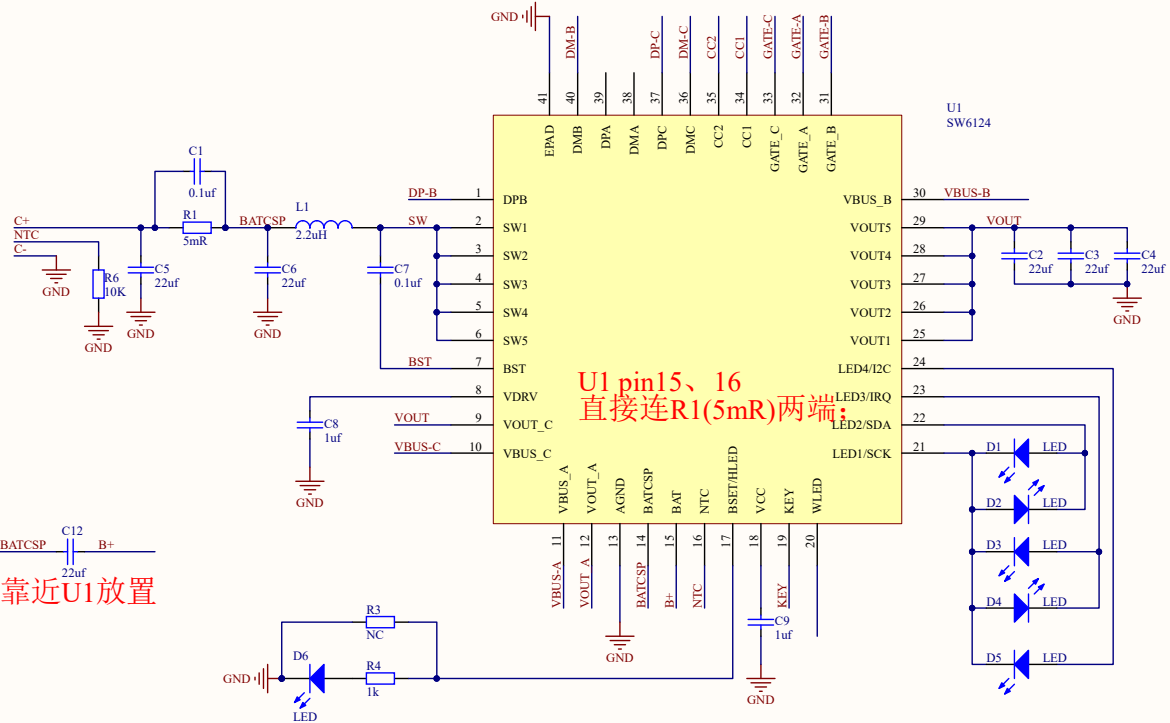 GND
DM-B
DP-C
DM-C
CC2
CC1
GATE-C
GATE-A
GATE-B
41
40
39
38
37
36
35
34
33
32
31
U1
SW6124
EPAD
DMB
DPA
DMA
DPC
DMC
CC2
CC1
GATE_C
GATE_A
GATE_B
C1
0.1uf
R1
5mR
C+
NTC
C-
GND
R6
10K
GND
C5
22uf
GND
BATCSP
C6
22uf
GND
L1
2.2uH
SW
C7
0.1uf
BST
DP-B
1 DPB
2 SW1
3 SW2
4 SW3
5 SW4
6 SW5
7 BST
8 VDRV
VOUT 9 VOUT_C
VBUS-C 10 VBUS_C
C8
1uf
GND
VBUS_B 30 VBUS-B
VOUT5 29 VOUT
VOUT4 28
VOUT3 27
VOUT2 26
VOUT1 25
LED4/I2C 24
LED3/IRQ 23
LED2/SDA 22
LED1/SCK 21
C2
22uf
C3
22uf
C4
22uf
GND
U1 pin15、16
直接连R1(5mR)两端;
D1 LED
D2 LED
D3 LED
D4 LED
D5 LED
VBUS_A
VOUT_A
AGND
BATCSP
BAT
NTC
BSET/HLED
VCC
KEY
WLED
11
12
13
14
15
16
17
18
19
20
VBUS-A
VOUT_A
BATCSP
B+
NTC
KEY
GND
C9
1uf
GND
BATCSP
C12
B+
22uf
靠近U1放置
R3
NC
D6
R4
GND
1k
LED